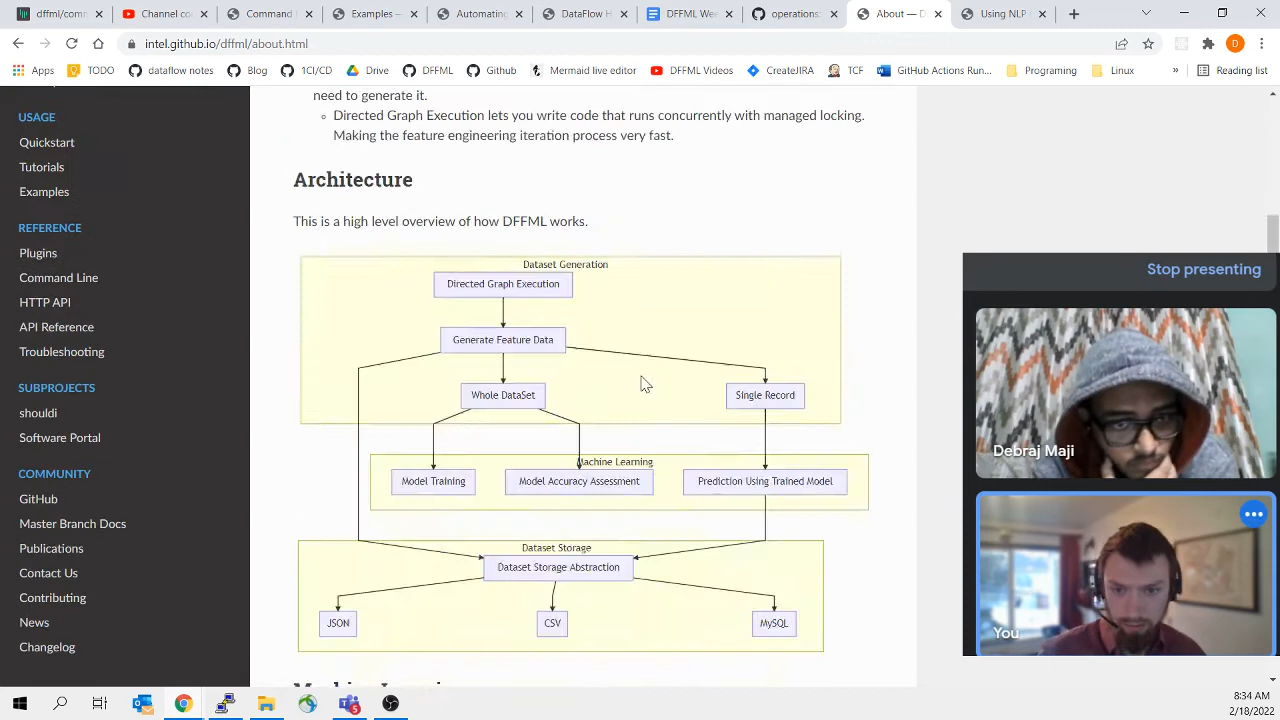 dffml/com
Channel co
Command
Examples —
Automating
DataFlow H
DFFML We
operations:
About — D
Using NLP
intel.github.io/dffml/about.html
Apps
TODO
dataflow notes
Blog
1CI/CD
Drive
DFFML
Github
Mermaid live editor
DFFML Videos
CreateJIRA
TCF
GitHub Actions Run...
Programing
Linux
»
Reading list
USAGE
Quickstart
Tutorials
Examples
REFERENCE
Plugins
Command Line
HTTP API
API Reference
Troubleshooting
SUBPROJECTS
shouldi
Software Portal
COMMUNITY
GitHub
Master Branch Docs
Publications
Contact Us
Contributing
News
Changelog
need to generate it.
Directed Graph Execution lets you write code that runs concurrently with managed locking.
Making the feature engineering iteration process very fast.
Architecture
This is a high level overview of how DFFML works.
Dataset Generation
Directed Graph Execution
Generate Feature Data
Whole DataSet
Single Record
Machine Learning
Model Training
Model Accuracy Assessment
Prediction Using Trained Model
Dataset Storage
Dataset Storage Abstraction
JSON
CSV
MySQL
Stop presenting
Debraj Maji
You
8:34 AM
2/18/2022